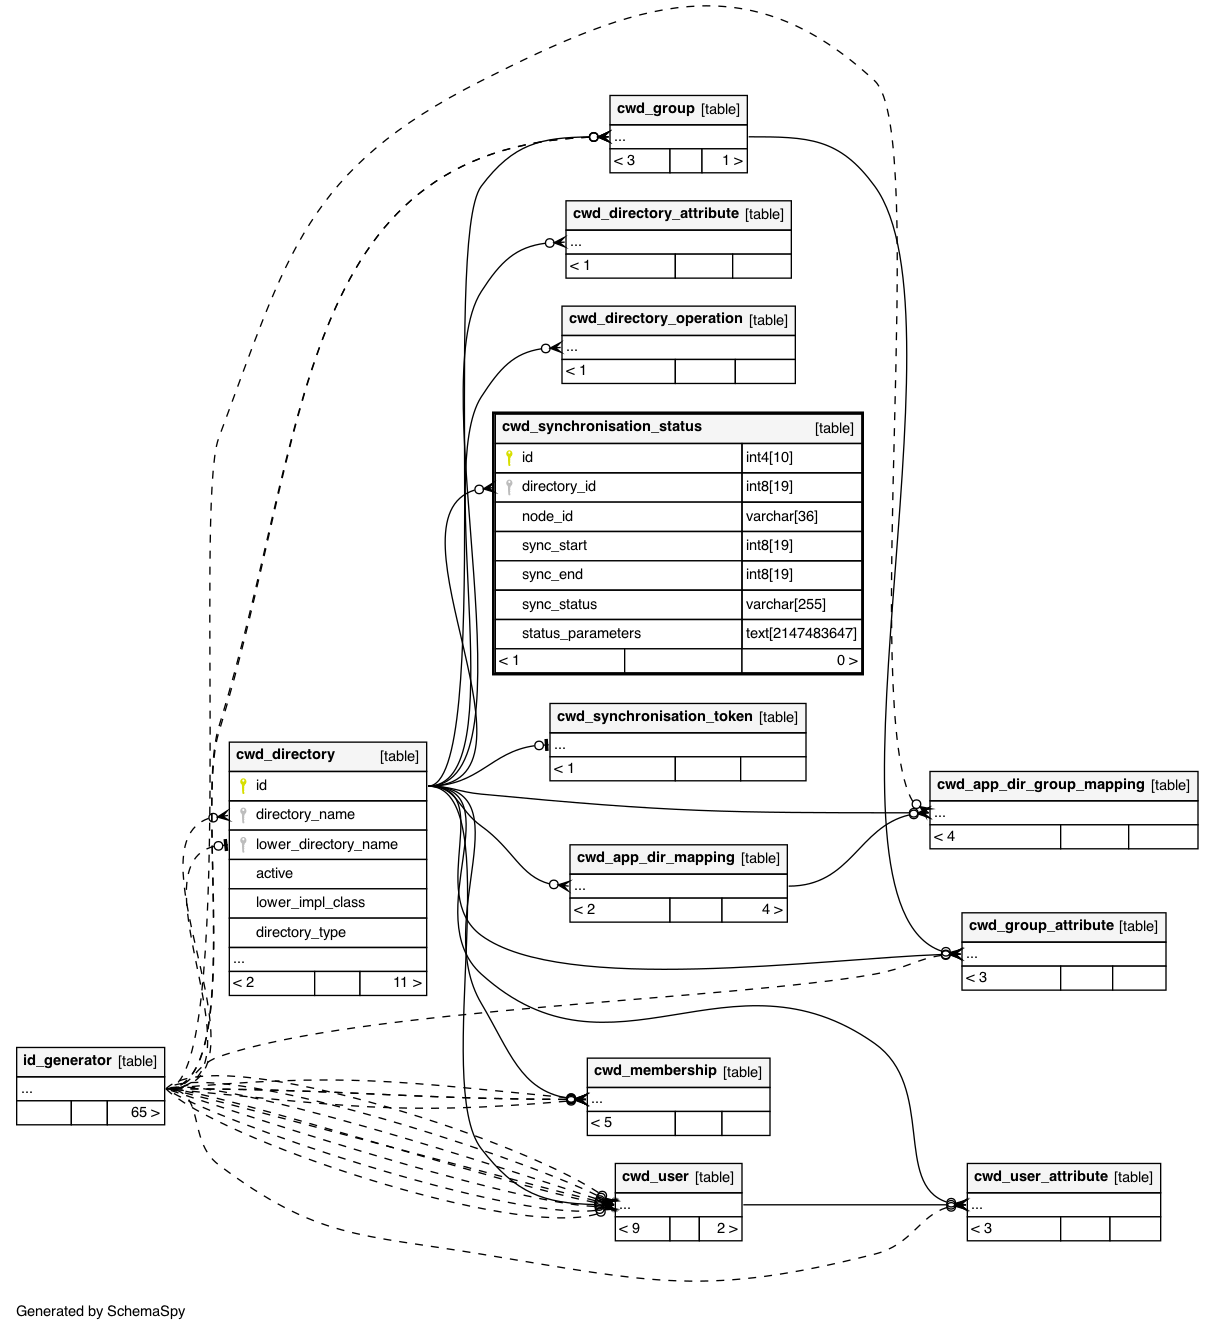 cwd_group [table]
...
< 3 1 >
cwd_directory_attribute [table]
...
< 1
cwd_directory_operation [table]
...
< 1
cwd_synchronisation_status [table]
id int4[10]
directory_id int8[19]
node_id varchar[36]
sync_start int8[19]
sync_end int8[19]
sync_status varchar[255]
status_parameters text[2147483647]
< 1 0 >
cwd_synchronisation_token [table]
...
< 1
cwd_directory [table]
id
directory_name
lower_directory_name
active
lower_impl_class
directory_type
...
< 2 11 >
cwd_app_dir_group_mapping [table]
...
< 4
cwd_app_dir_mapping [table]
...
< 2 4 >
cwd_group_attribute [table]
...
< 3
id_generator [table]
...
65 >
cwd_membership [table]
...
< 5
cwd_user [table]
...
< 9 2 >
cwd_user_attribute [table]
...
< 3
Generated by SchemaSpy